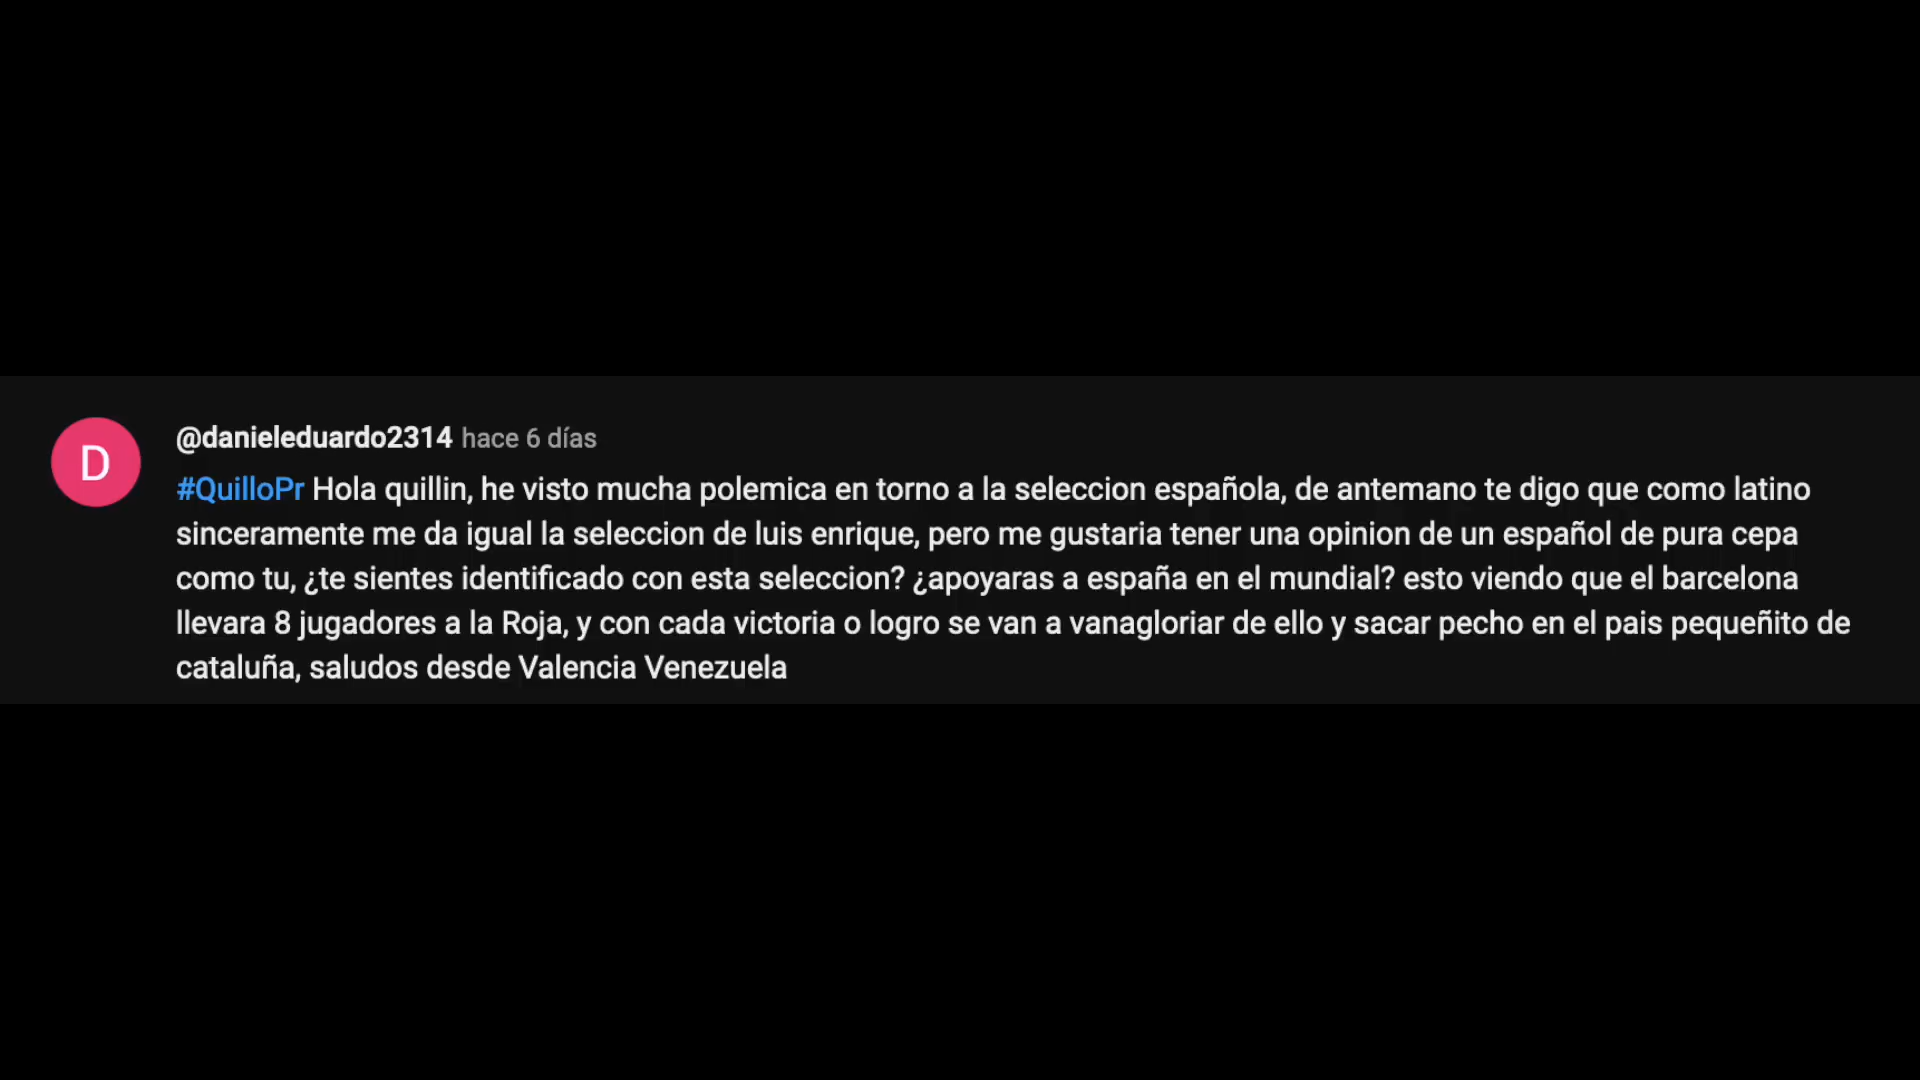 D
@danieleduardo2314 hace 6 días
#QuilloPr Hola quillin, he visto mucha polemica en torno a la seleccion española, de antemano te digo que como latino
sinceramente me da igual la seleccion de luis enrique, pero me gustaria tener una opinion de un español de pura cepa
como tu, ¿te sientes identificado con esta seleccion? ¿apoyaras a españa en el mundial? esto viendo que el barcelona
llevara 8 jugadores a la Roja, y con cada victoria o logro se van a vanagloriar de ello y sacar pecho en el pais pequeñito de
cataluña, saludos desde Valencia Venezuela